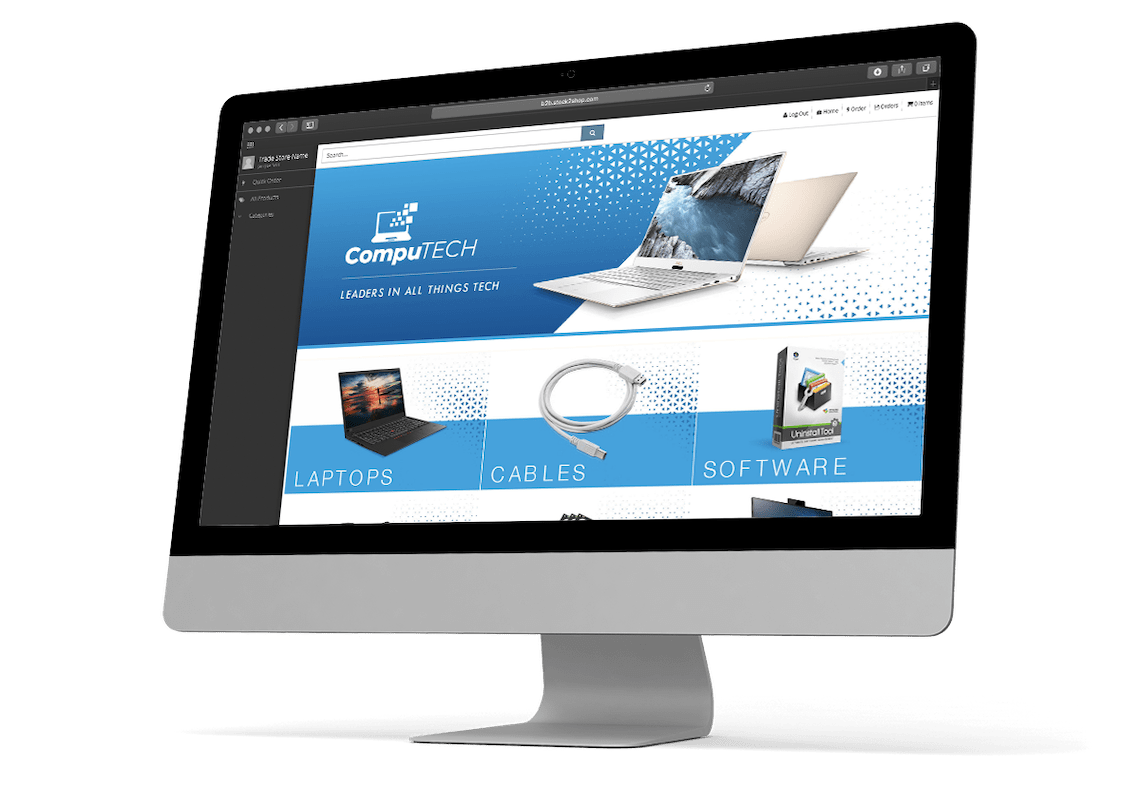 b2b.stock2shop.com
Log Out
Home
Order
Orders
0 items
Search...
Trade Store Name
Quick Order
All Products
Categories
CompuTECH
LEADERS IN ALL THINGS TECH
LAPTOPS
CABLES
Uninstall Tool
SOFTWARE